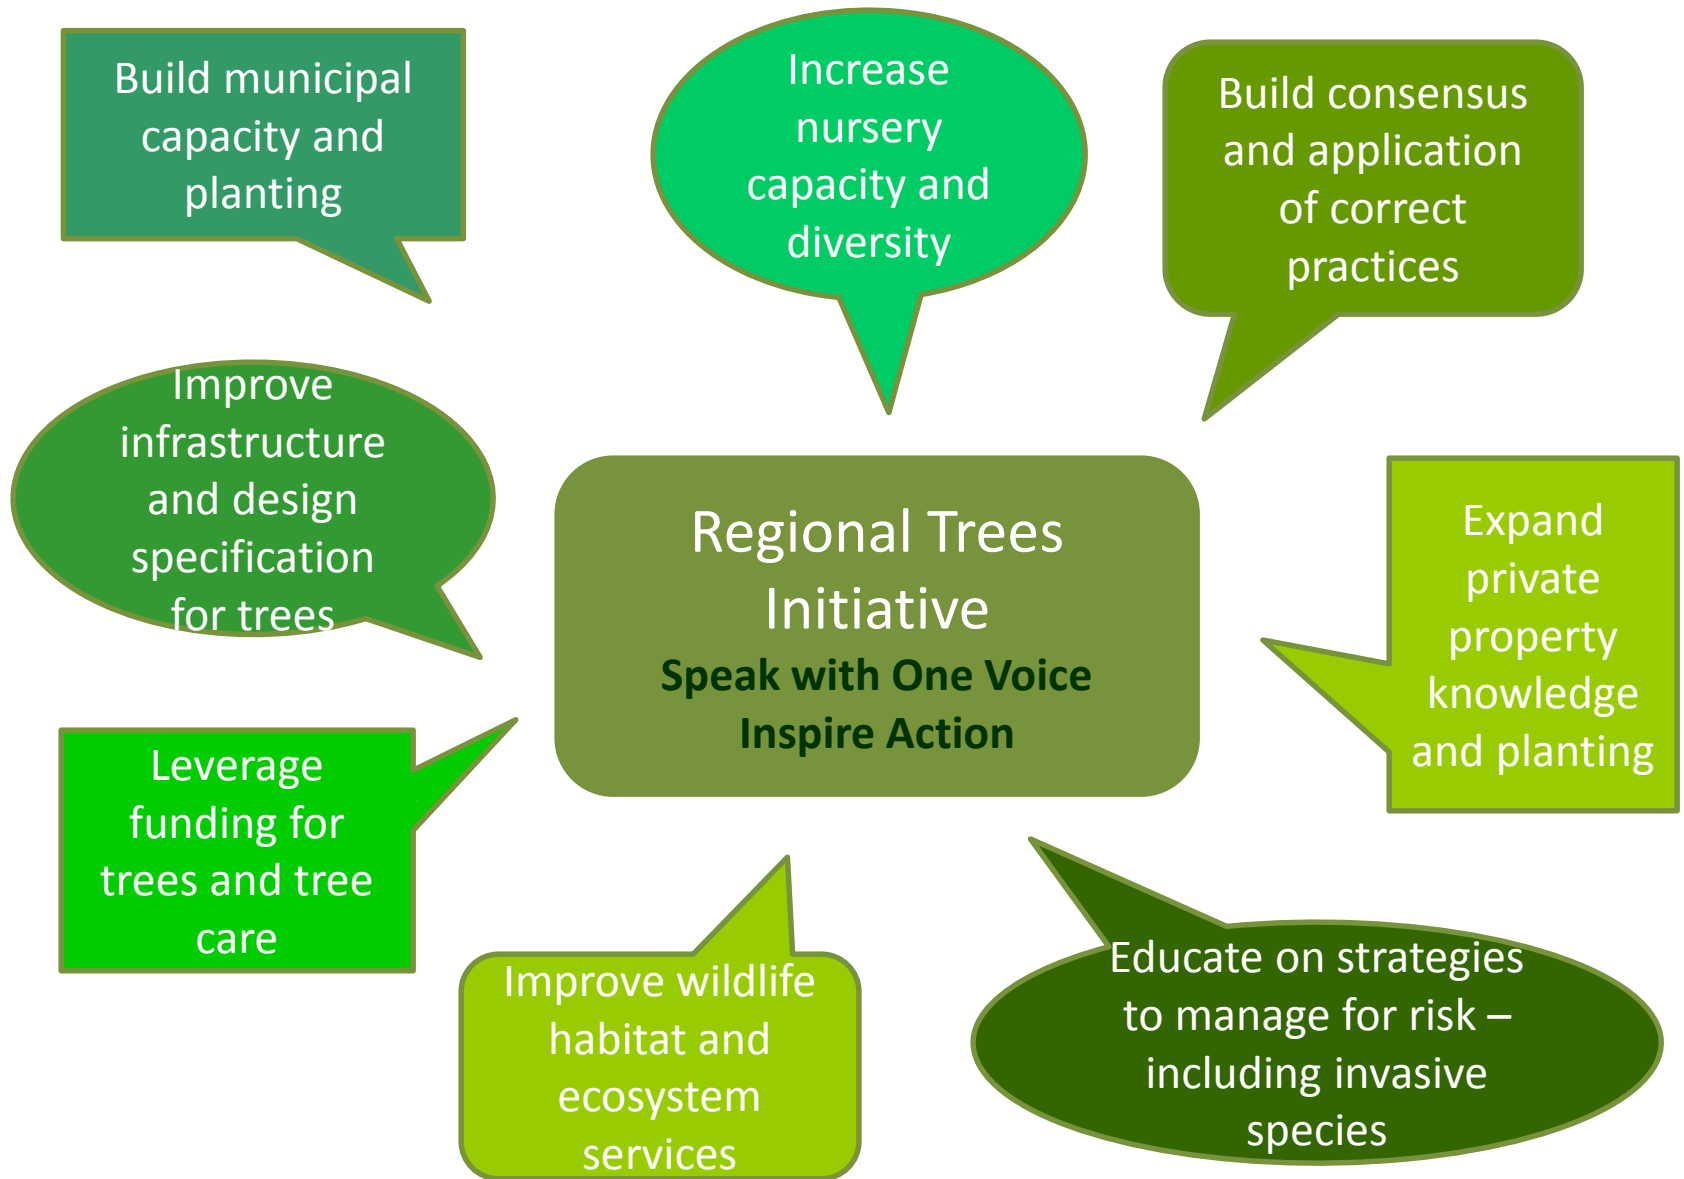 Build municipal
capacity and
planting
Increase
nursery
capacity and
diversity
Build consensus
and application
of correct
practices
Improve
infrastructure
and design
specification
for trees
Regional Trees
Initiative
Speak with One Voice
Inspire Action
Expand
private
property
knowledge
and planting
Leverage
funding for
trees and tree
care
Improve wildlife
habitat and
ecosystem
services
Educate on strategies
to manage for risk –
including invasive
species